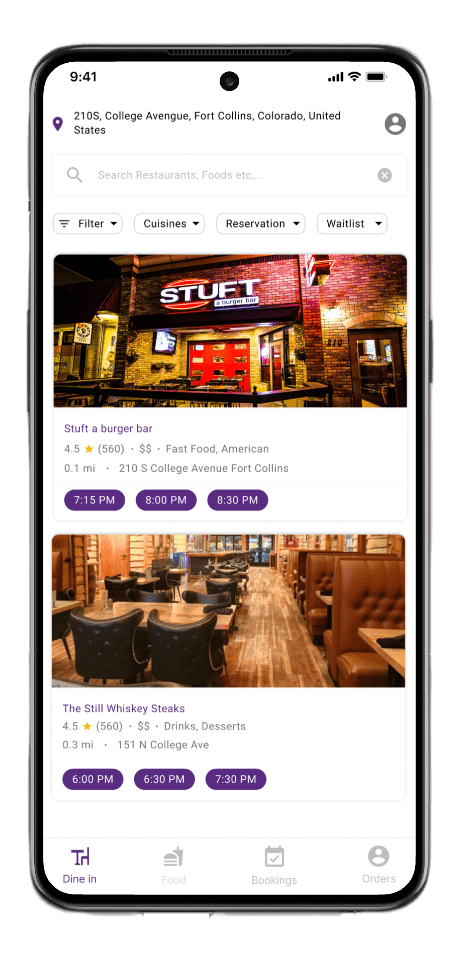 9:41
210S, College Avengue, Fort Collins, Colorado, United
States
Search Restaurants, Foods etc,...
Filter
Cuisines
Reservation
Waitlist
STUFT
a burger bar
210
Stuft a burger bar
4.5 ★ (560) · $$ · Fast Food, American
0.1 mi · 210 S College Avenue Fort Collins
7:15 PM
8:00 PM
8:30 PM
The Still Whiskey Steaks
4.5 ★ (560) · $$ · Drinks, Desserts
0.3 mi · 151 N College Ave
6:00 PM
6:30 PM
7:30 PM
Dine in
Food
Bookings
Orders